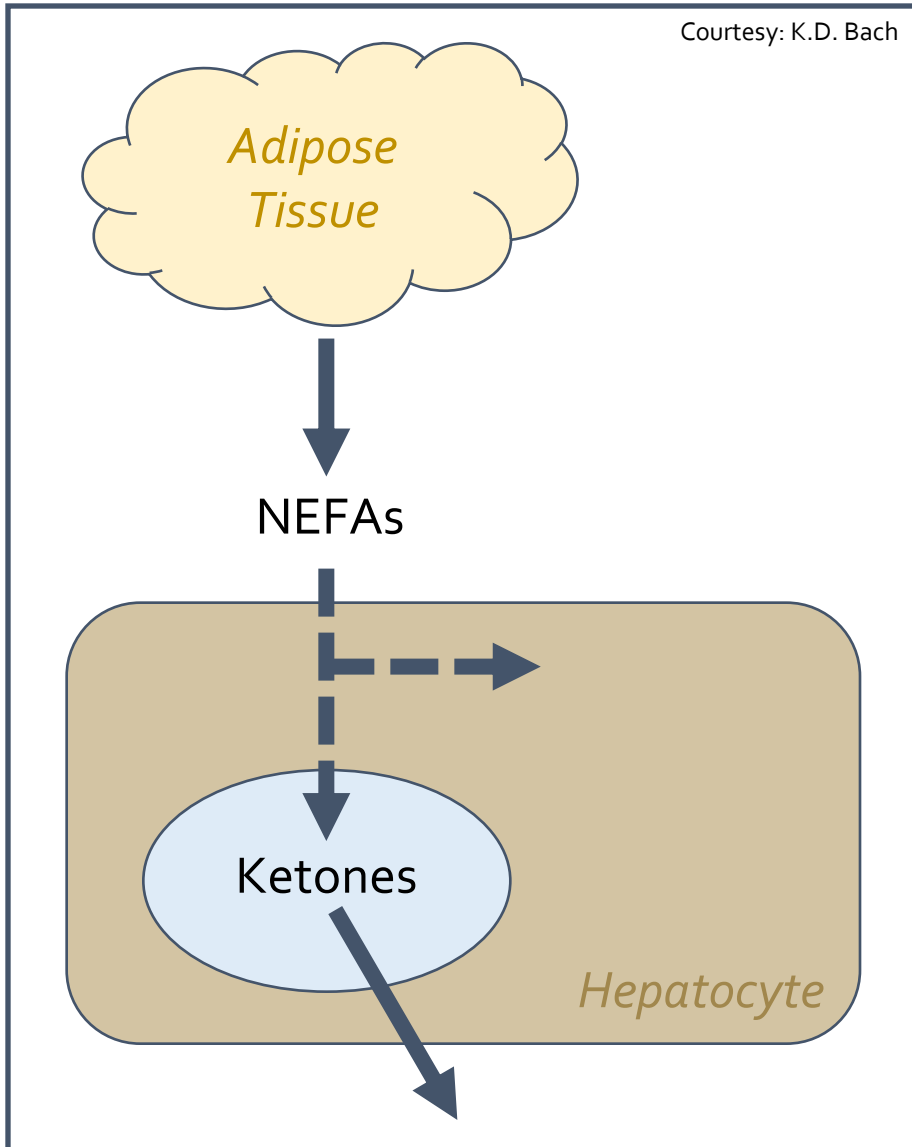 Courtesy: K.D. Bach
Adipose
Tissue
NEFAs
Ketones
Hepatocyte